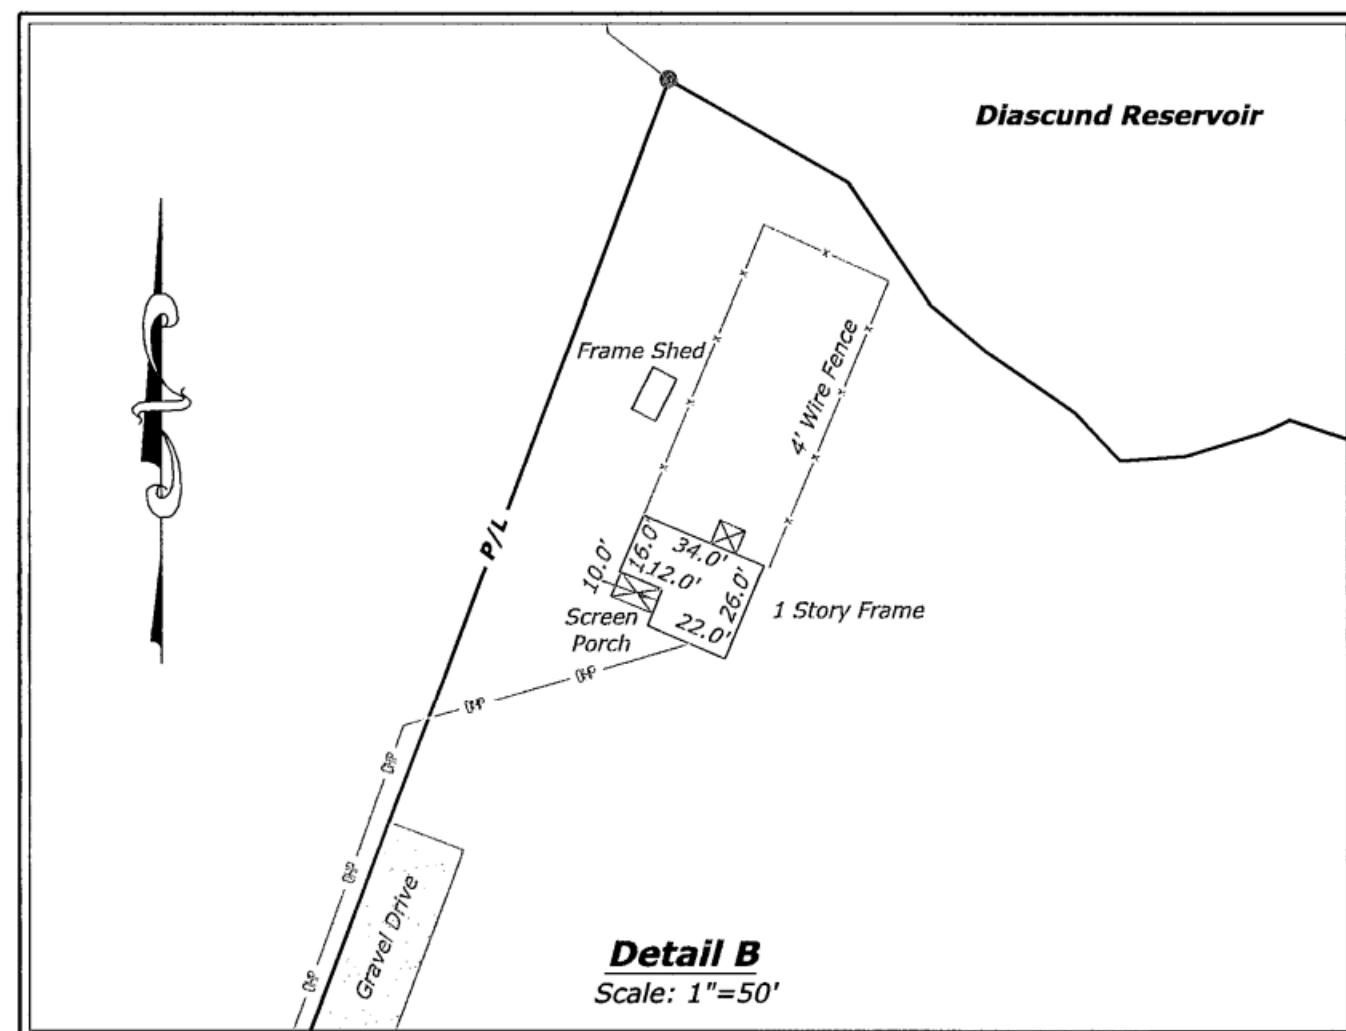 Diascund Reservoir
Frame Shed
4' Wire Fence
P/L
10.0'
16.0'
34.0'
12.0'
26.0'
22.0'
1 Story Frame
Screen
Porch
OHP
OHP
OHP
OHP
OHP
Gravel Drive
Detail B
Scale: 1"=50'